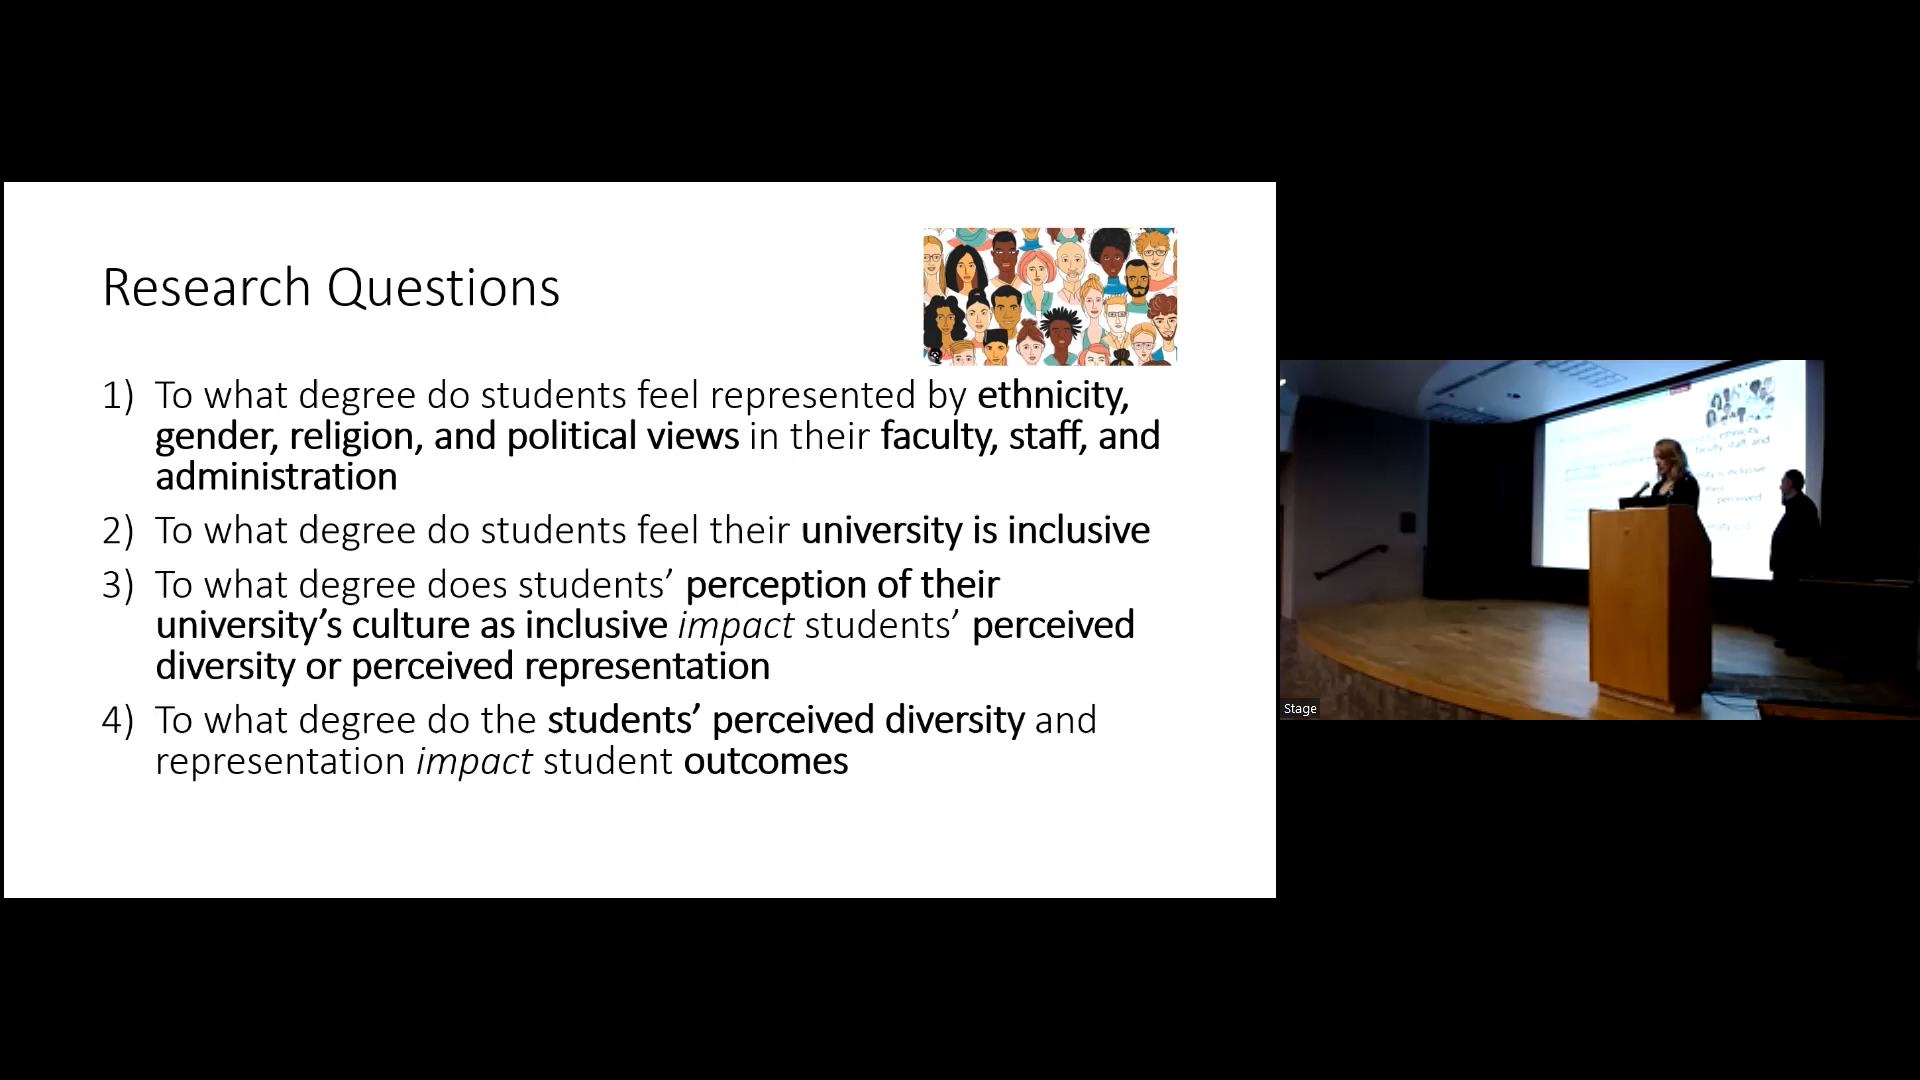 Research Questions
1) To what degree do students feel represented by ethnicity,
gender, religion, and political views in their faculty, staff, and
administration
2) To what degree do students feel their university is inclusive
3) To what degree does students’ perception of their
university’s culture as inclusive impact students’ perceived
diversity or perceived representation
4) To what degree do the students’ perceived diversity and
representation impact student outcomes
Stage